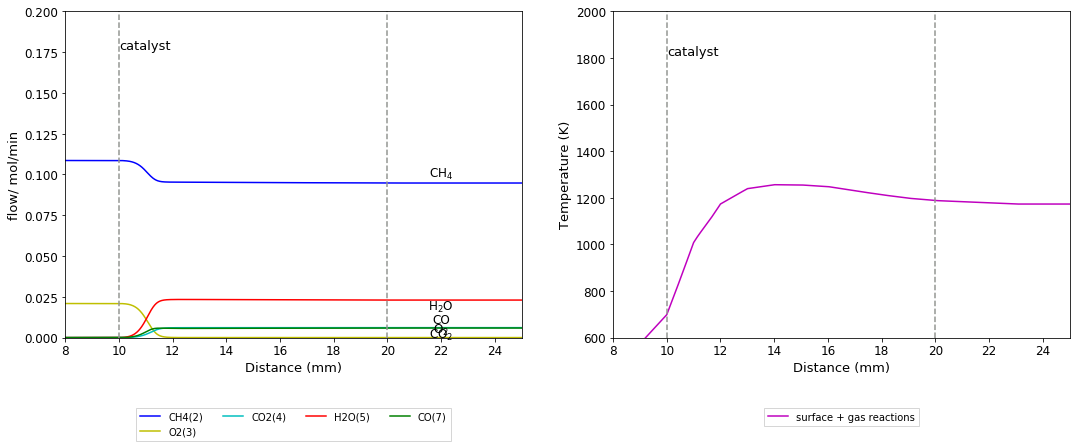 0.200
0.175
0.150
0.125
0.100
0.075
0.050
0.025
0.000
flow/ mol/min
catalyst
CH₄
H₂O
CO
O₂
CO₂
8 10 12 14 16 18 20 22 24
Distance (mm)
CH4(2) CO2(4) H2O(5) CO(7)
O2(3)
2000
1800
1600
1400
1200
1000
800
600
Temperature (K)
catalyst
8 10 12 14 16 18 20 22 24
Distance (mm)
surface + gas reactions